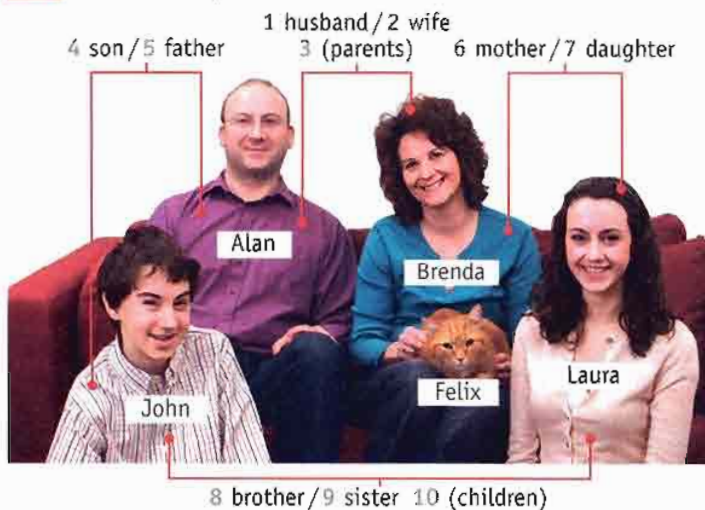 1 husband/2 wife
4 son/5 father 3 (parents) 6 mother/7 daughter
Alan
Brenda
Laura
Felix
John
8 brother/9 sister 10 (children)